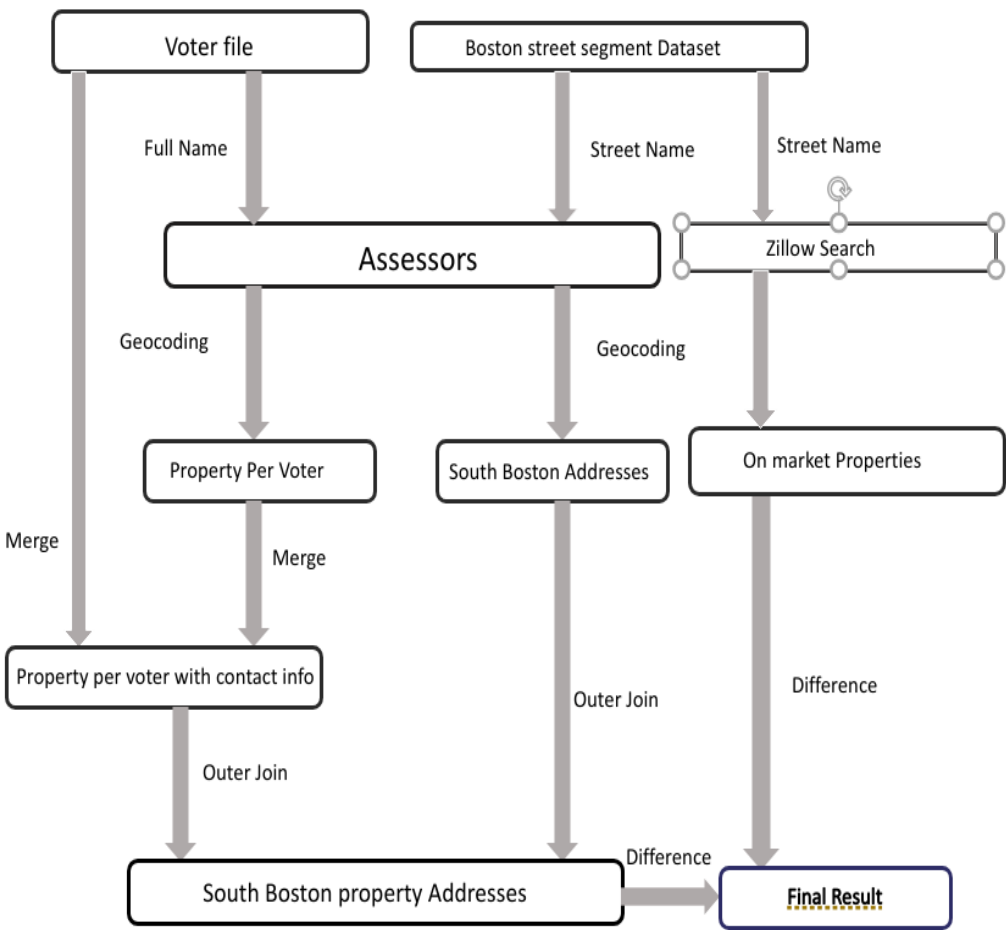 Voter file
Boston street segment Dataset
Full Name
Street Name
Street Name
Assessors
Zillow Search
Geocoding
Geocoding
Property Per Voter
South Boston Addresses
On market Properties
Merge
Merge
Property per voter with contact info
Difference
Outer Join
Outer Join
Difference
South Boston property Addresses
Final Result